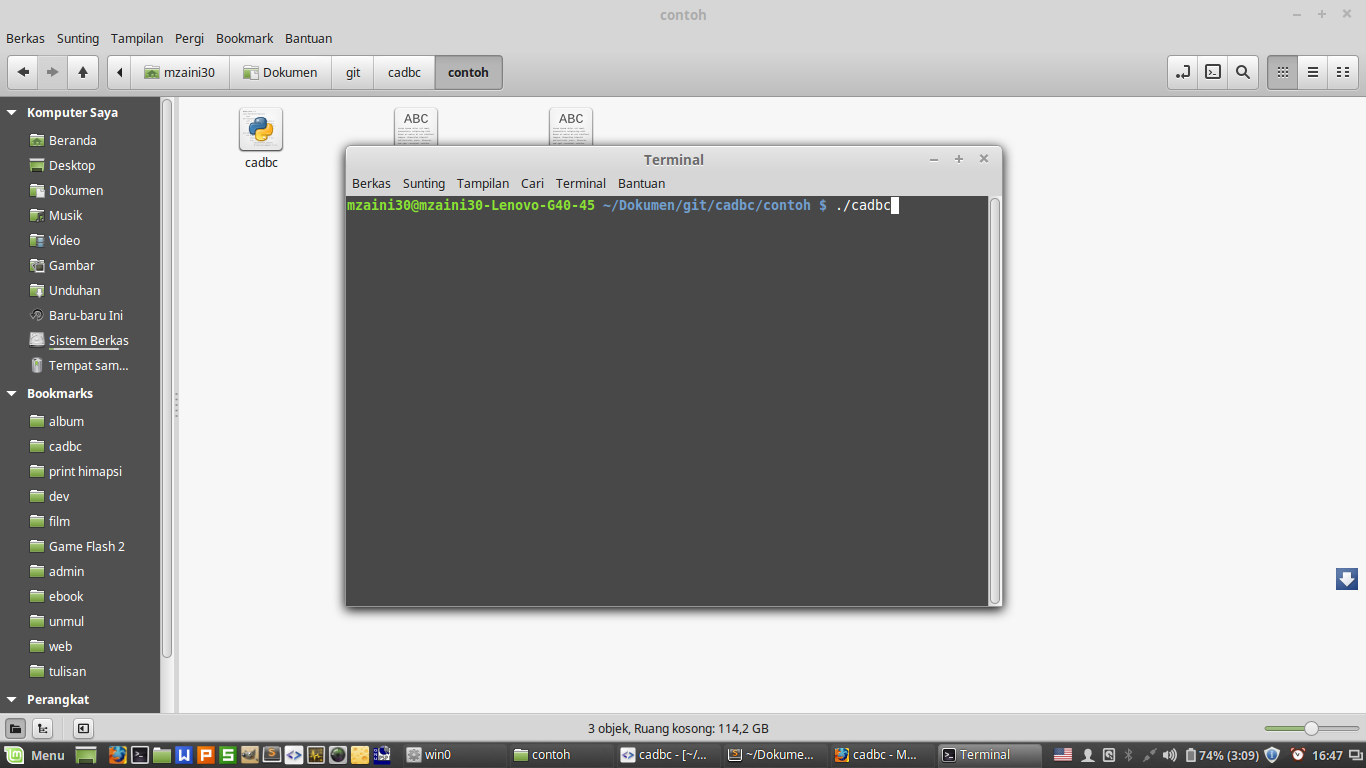 contoh
Berkas Sunting Tampilan Pergi Bookmark Bantuan
mzaini30 Dokumen git cadbc contoh
Komputer Saya
Beranda
Desktop
Dokumen
Musik
Video
Gambar
Unduhan
Baru-baru Ini
Sistem Berkas
Tempat sam...
Bookmarks
album
cadbc
print himapsi
dev
film
Game Flash 2
admin
ebook
unmul
web
tulisan
Perangkat
cadbc
ABC
ABC
Terminal
Berkas Sunting Tampilan Cari Terminal Bantuan
mzaini30@mzaini30-Lenovo-G40-45 ~/Dokumen/git/cadbc/contoh $ ./cadbc
3 objek, Ruang kosong: 114,2 GB
Menu win0 contoh cadbc - [~/... ~/Dokume... cadbc - M... Terminal 74% (3:09) 16:47